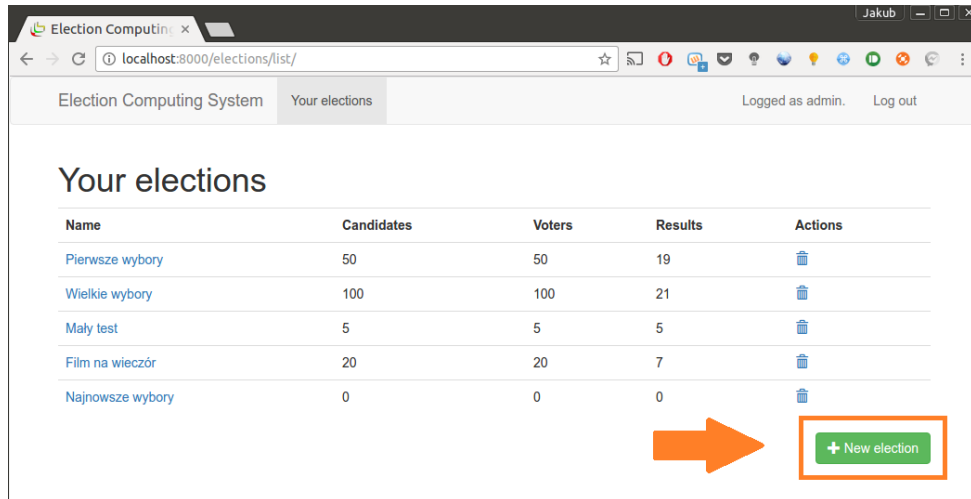 Jakub
Election Computing
localhost:8000/elections/list/
Election Computing System Your elections Logged as admin. Log out
Your elections
Name Candidates Voters Results Actions
Pierwsze wybory 50 50 19
Wielkie wybory 100 100 21
Mały test 5 5 5
Film na wieczór 20 20 7
Najnowsze wybory 0 0 0
New election